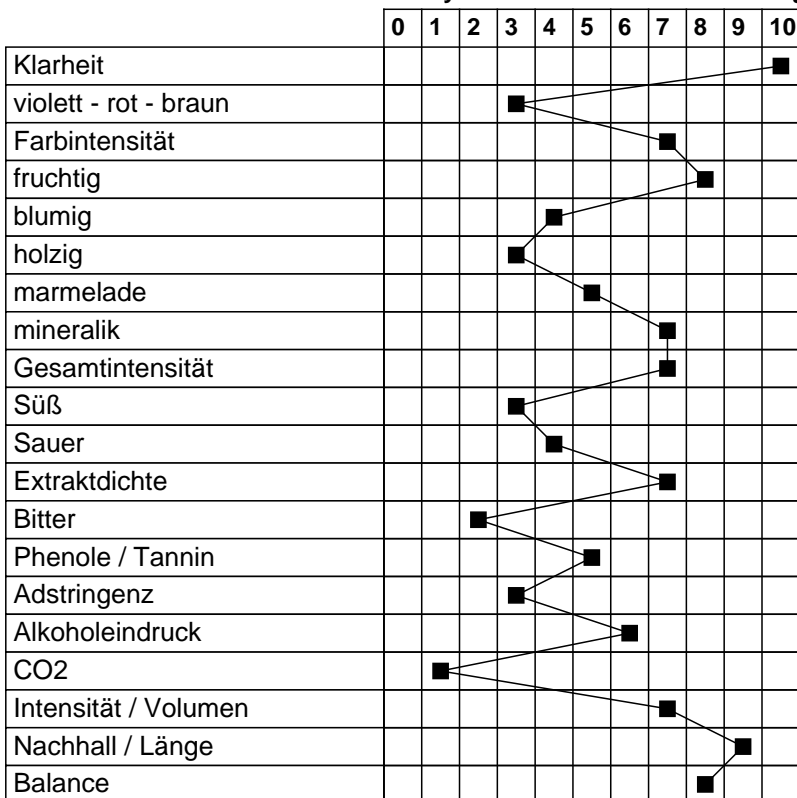 0 1 2 3 4 5 6 7 8 9 10
Klarheit
violett - rot - braun
Farbintensität
fruchtig
blumig
holzig
marmelade
mineralik
Gesamtintensität
Süß
Sauer
Extraktdichte
Bitter
Phenole / Tannin
Adstringenz
Alkoholeindruck
CO2
Intensität / Volumen
Nachhall / Länge
Balance